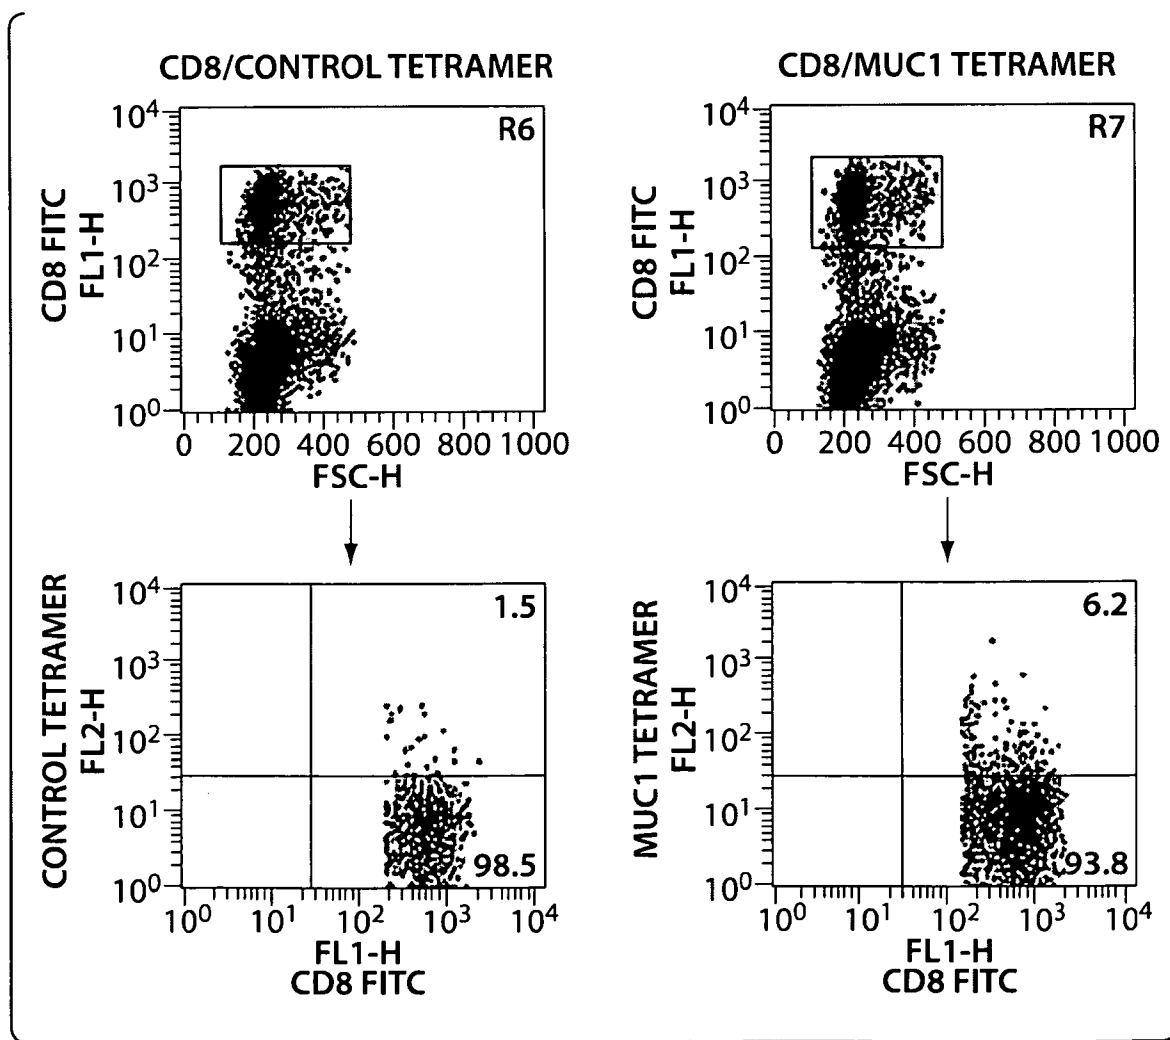 CD8/CONTROL TETRAMER
R6
10⁴
10³
10²
10¹
10⁰
CD8 FITC
FL1-H
0 200 400 600 800 1000
FSC-H
CD8/MUC1 TETRAMER
R7
10⁴
10³
10²
10¹
10⁰
CD8 FITC
FL1-H
0 200 400 600 800 1000
FSC-H
CONTROL TETRAMER
FL2-H
10⁴
10³
10²
10¹
10⁰
1.5
98.5
10⁰ 10¹ 10² 10³ 10⁴
FL1-H
CD8 FITC
MUC1 TETRAMER
FL2-H
10⁴
10³
10²
10¹
10⁰
6.2
93.8
10⁰ 10¹ 10² 10³ 10⁴
FL1-H
CD8 FITC